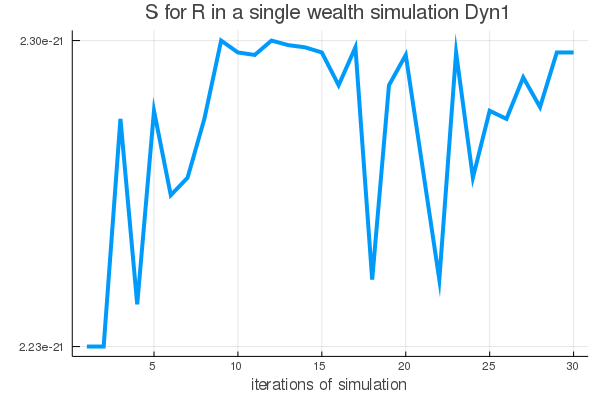 S for R in a single wealth simulation Dyn1
2.30e-21
2.23e-21
5 10 15 20 25 30
iterations of simulation